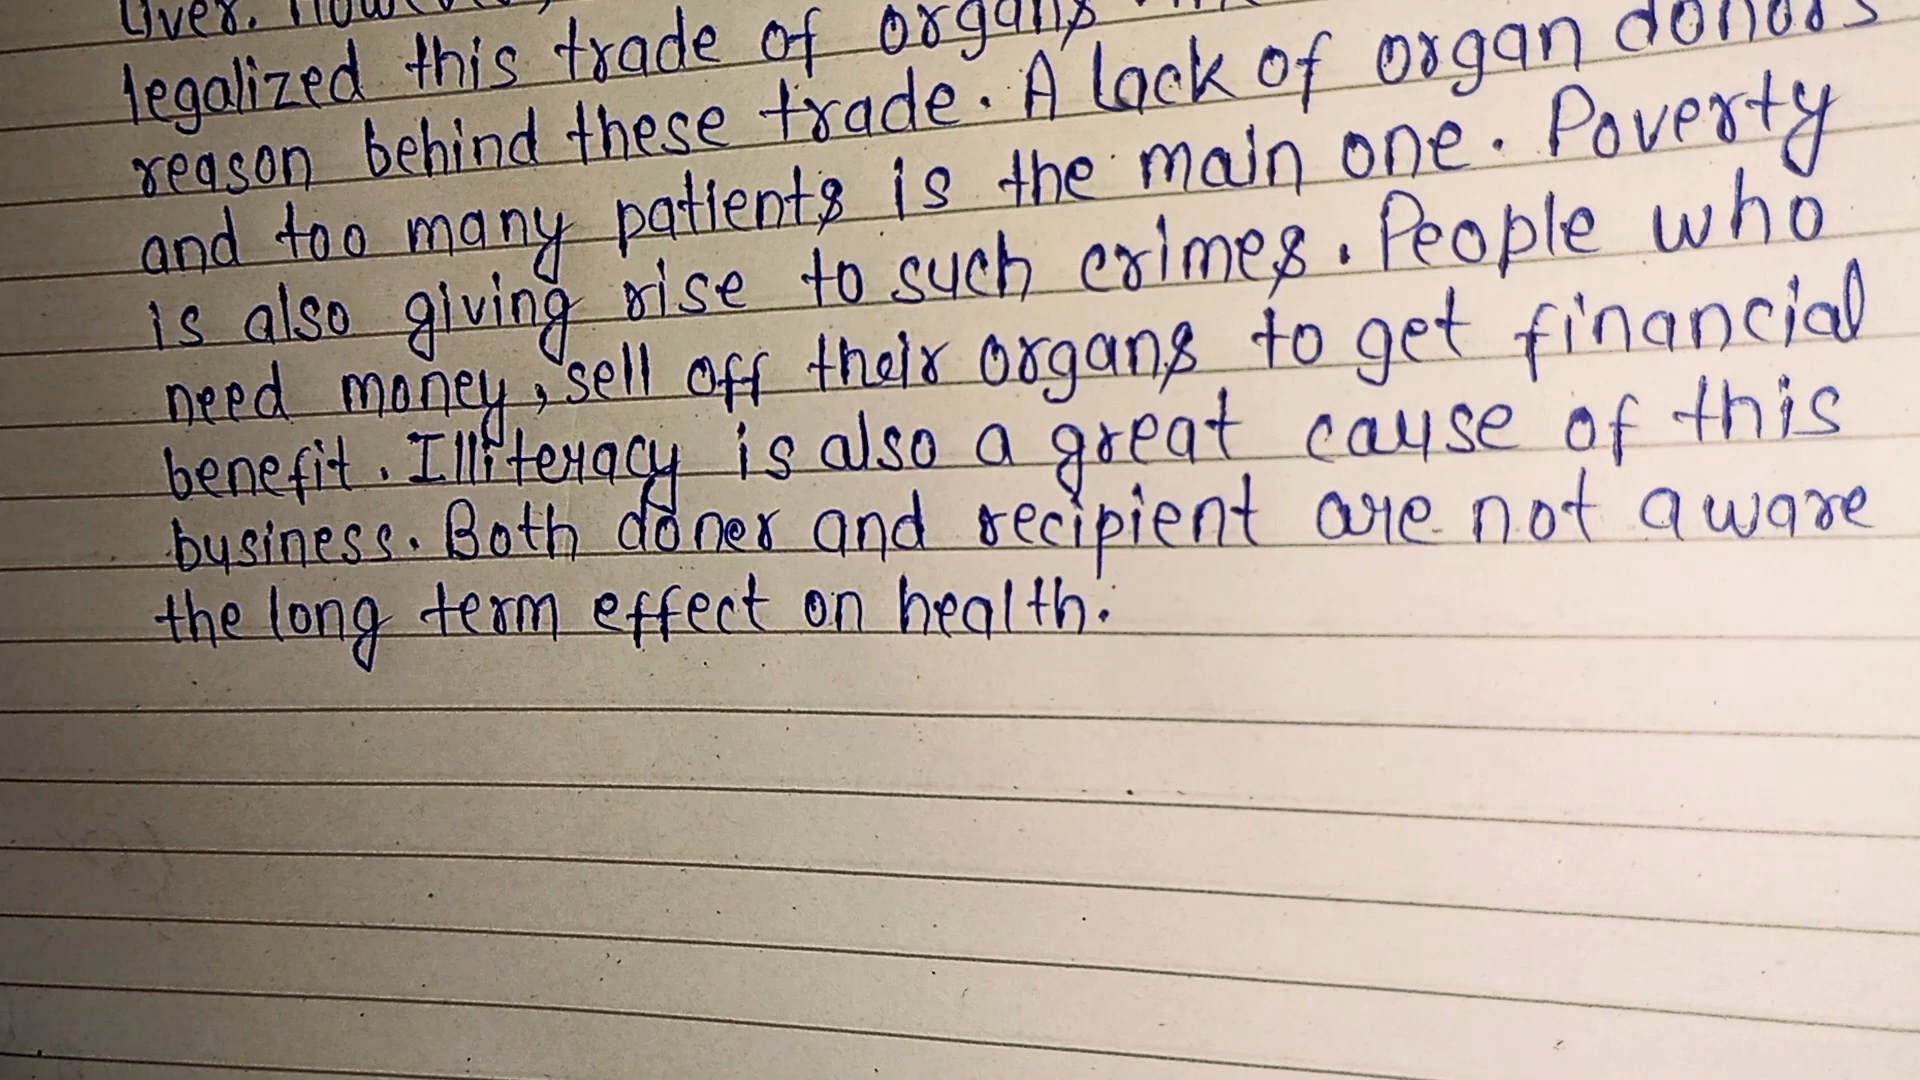 liver.
legalized this trade of organs
reason behind these trade. A lack of organ donors
and too many patients is the main one. Poverty
is also giving rise to such crimes. People who
need money, sell off their organs to get financial
benefit. Illiteracy is also a great cause of this
business. Both doner and recipient are not aware
the long term effect on health.